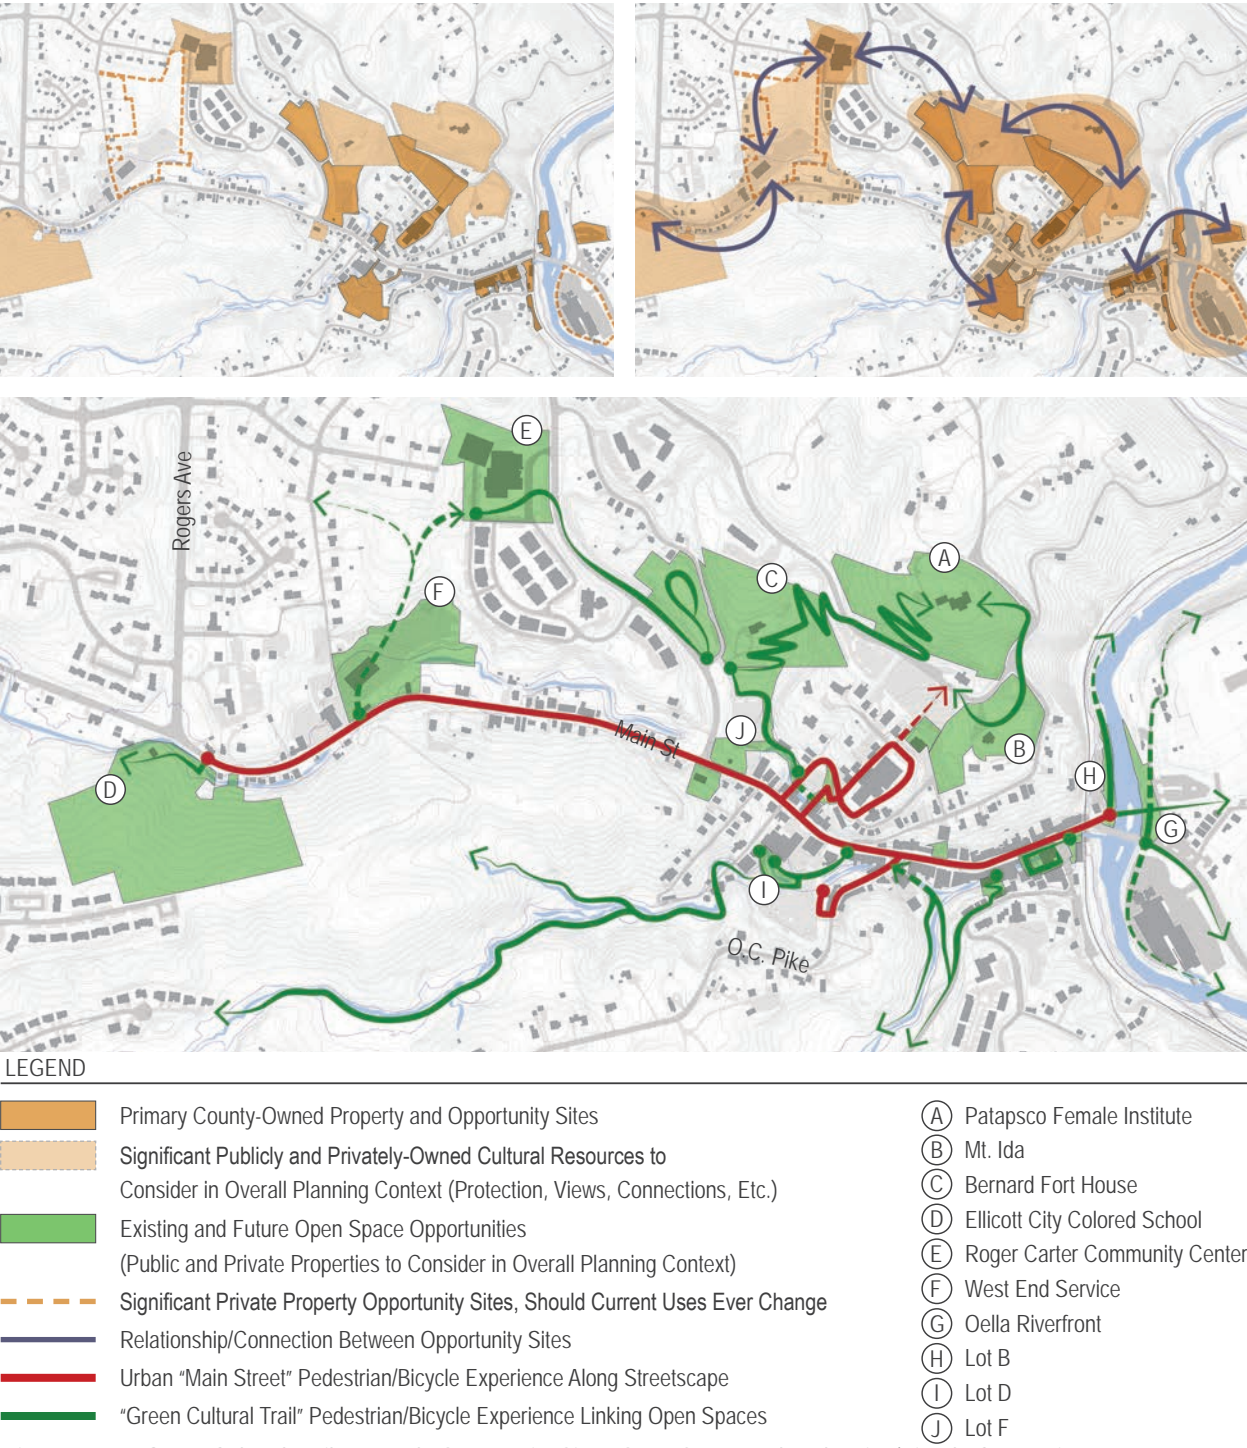 E
A
C
F
Rogers Ave
J
Main St
B
D
H
G
I
O.C. Pike
LEGEND
Primary County-Owned Property and Opportunity Sites
Significant Publicly and Privately-Owned Cultural Resources to
Consider in Overall Planning Context (Protection, Views, Connections, Etc.)
Existing and Future Open Space Opportunities
(Public and Private Properties to Consider in Overall Planning Context)
Significant Private Property Opportunity Sites, Should Current Uses Ever Change
Relationship/Connection Between Opportunity Sites
Urban “Main Street” Pedestrian/Bicycle Experience Along Streetscape
“Green Cultural Trail” Pedestrian/Bicycle Experience Linking Open Spaces
A Patapsco Female Institute
B Mt. Ida
C Bernard Fort House
D Ellicott City Colored School
E Roger Carter Community Center
F West End Service
G Oella Riverfront
H Lot B
I Lot D
J Lot F